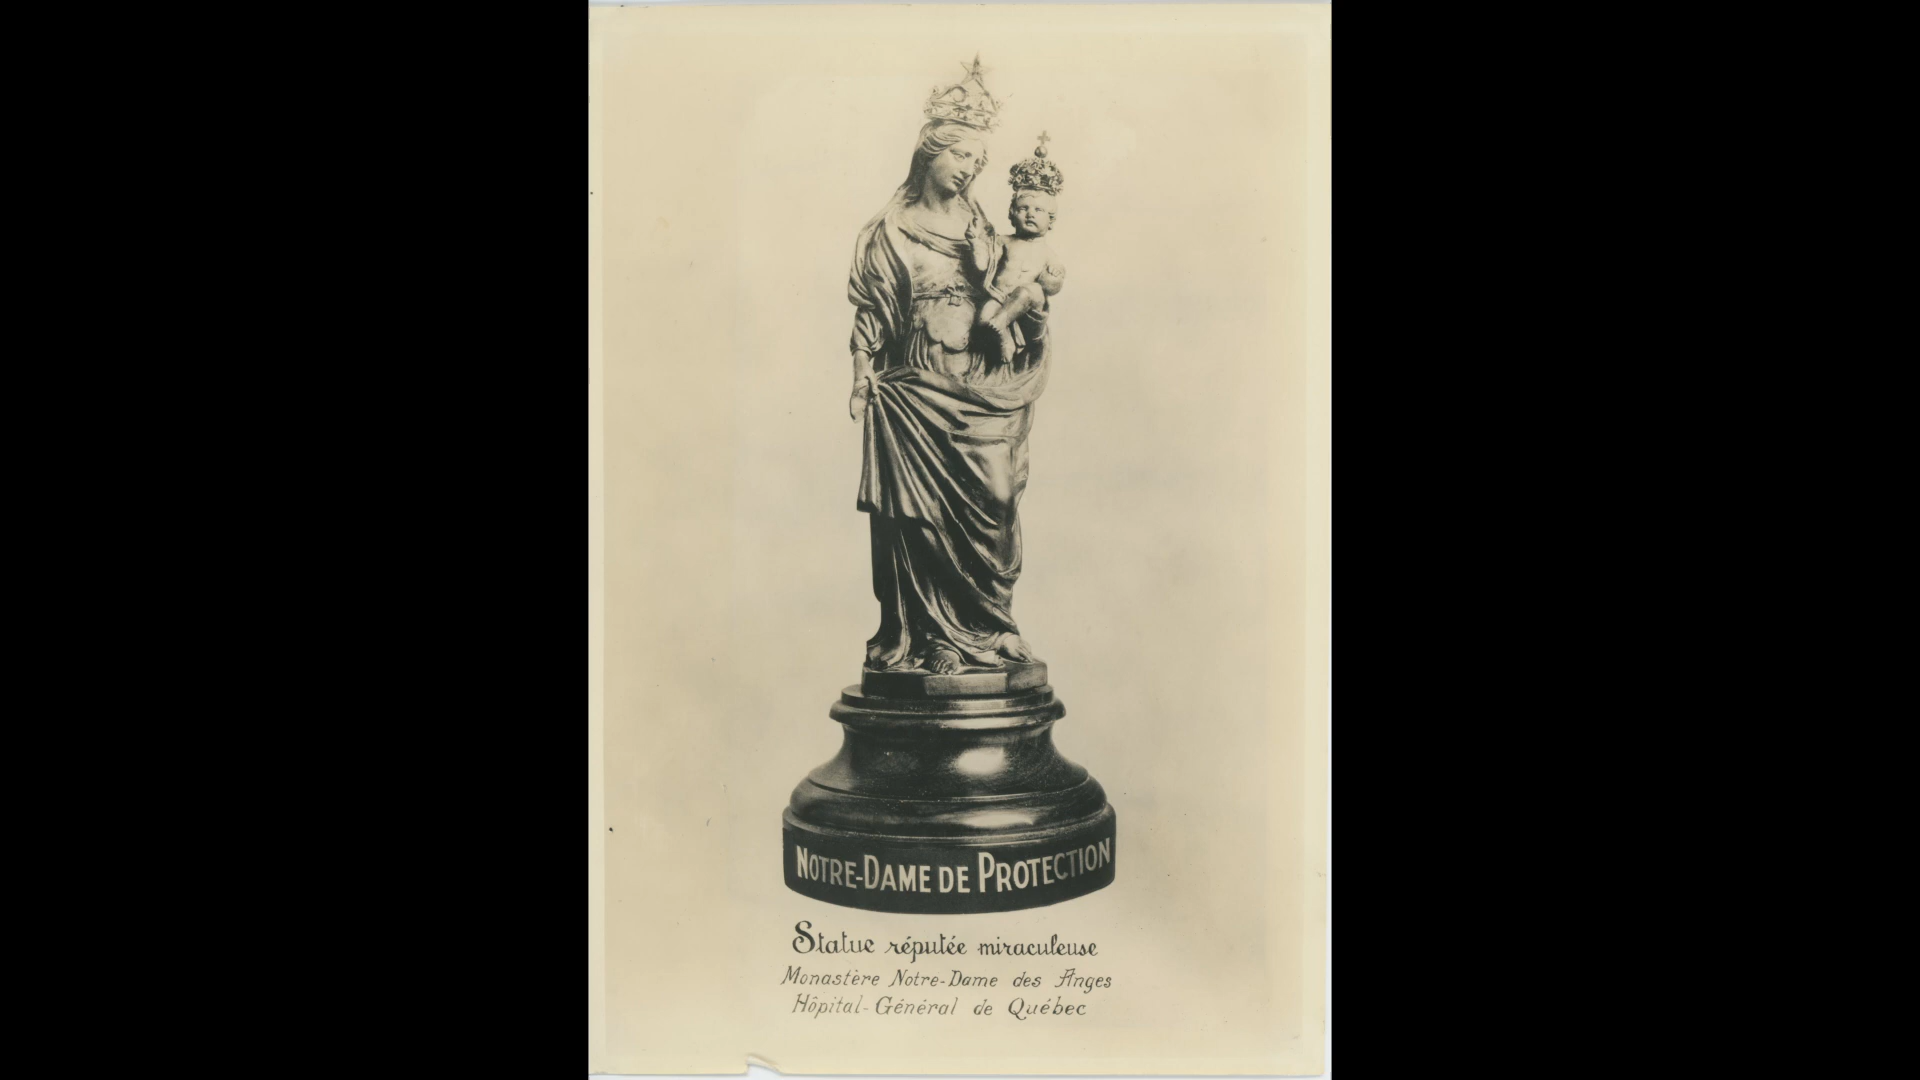 NOTRE-DAME DE PROTECTION
Statue réputée miraculeuse
Monastère Notre-Dame des Anges
Hôpital-Général de Québec